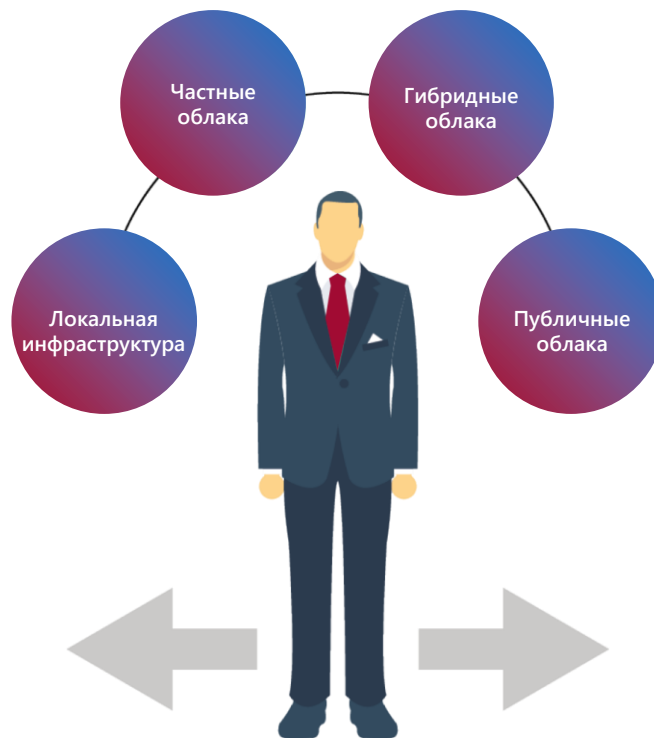 Частные
облака
Гибридные
облака
Локальная
инфраструктура
Публичные
облака